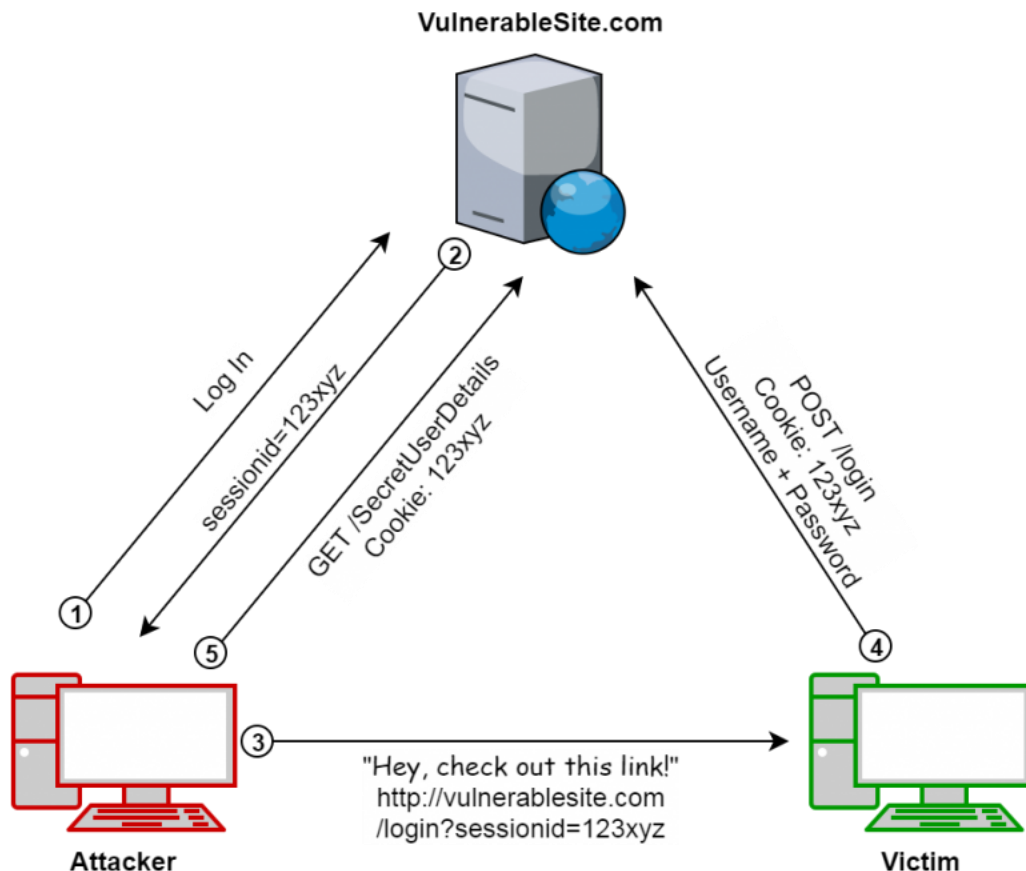 VulnerableSite.com
2
Log In
sessionid=123xyz
GET /SecretUserDetails
Cookie: 123xyz
POST /login
Cookie: 123xyz
Username + Password
1
5
4
3
"Hey, check out this link!"
http://vulnerablesite.com
/login?sessionid=123xyz
Attacker
Victim